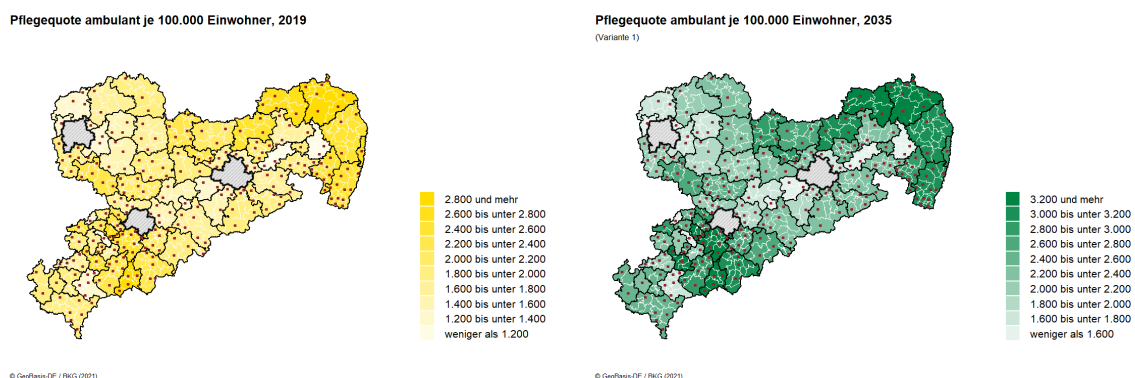 Pflegequote ambulant je 100.000 Einwohner, 2019
2.800 und mehr
2.600 bis unter 2.800
2.400 bis unter 2.600
2.200 bis unter 2.400
2.000 bis unter 2.200
1.800 bis unter 2.000
1.600 bis unter 1.800
1.400 bis unter 1.600
1.200 bis unter 1.400
weniger als 1.200
© GeoBasis-DE / BKG (2021)
Pflegequote ambulant je 100.000 Einwohner, 2035
(Variante 1)
3.200 und mehr
3.000 bis unter 3.200
2.800 bis unter 3.000
2.600 bis unter 2.800
2.400 bis unter 2.600
2.200 bis unter 2.400
2.000 bis unter 2.200
1.800 bis unter 2.000
1.600 bis unter 1.800
weniger als 1.600
© GeoBasis-DE / BKG (2021)